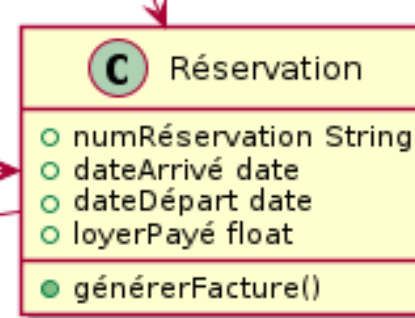 C Réservation
numRéservation String
dateArrivé date
dateDépart date
loyerPayé float
générerFacture()